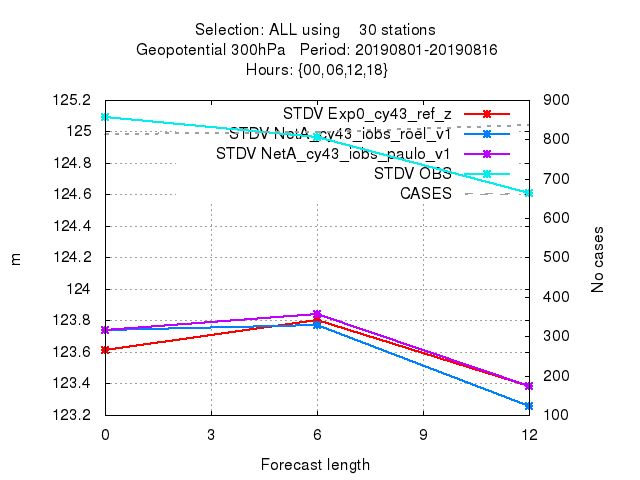 Selection: ALL using    30 stations
Geopotential 300hPa   Period: 20190801-20190816
Hours: {00,06,12,18}
STDV Exp0_cy43_ref_z
STDV NetA_cy43_iobs_roel_v1
STDV NetA_cy43_iobs_paulo_v1
STDV OBS
CASES
125.2
125
124.8
124.6
124.4
124.2
124
123.8
123.6
123.4
123.2
m
900
800
700
600
500
400
300
200
100
No cases
0 3 6 9 12
Forecast length